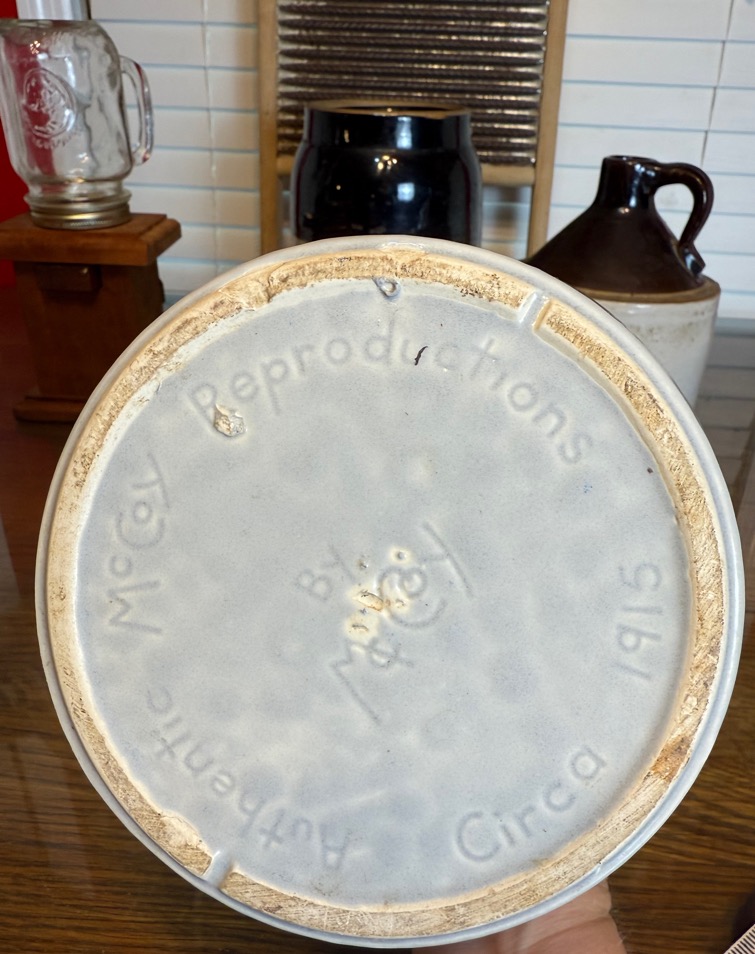 Authentic McCoy Reproductions
Circa 1915
By
McCoy